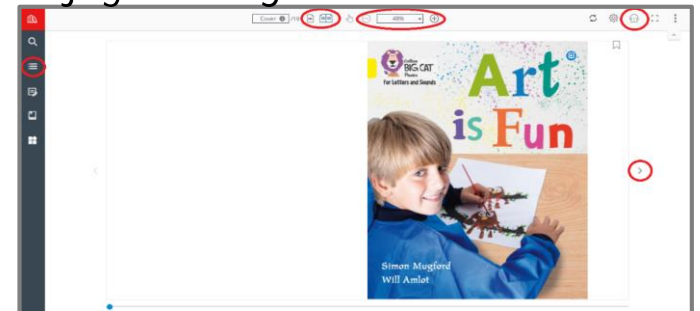 Cover
48%
Collins
BIG CAT
Phonics
For Letters and Sounds
Art
is Fun
Simon Mugford
Will Amlot